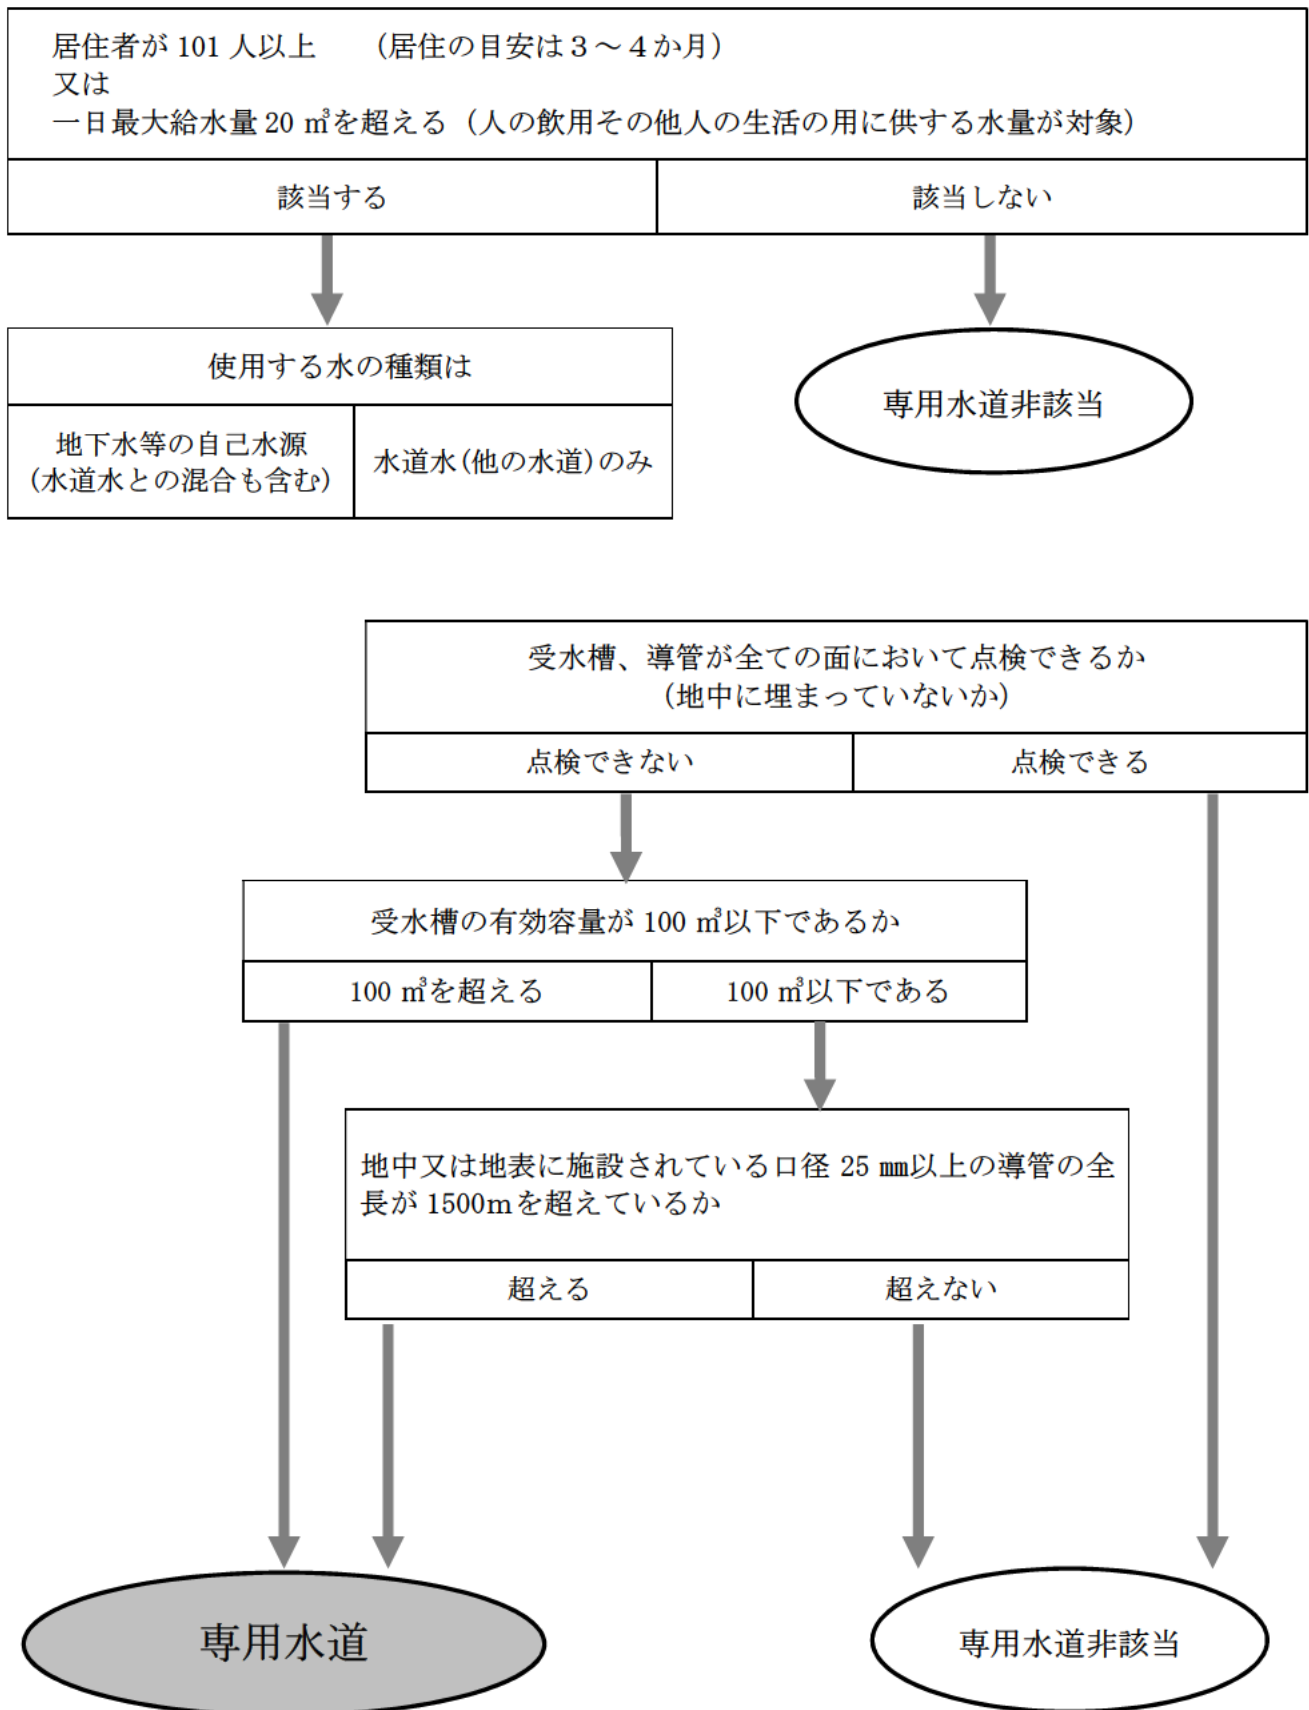 居住者が 101 人以上　（居住の目安は３～４か月）
又は
一日最大給水量 20 ㎥を超える（人の飲用その他人の生活の用に供する水量が対象）
該当する
該当しない
使用する水の種類は
専用水道非該当
地下水等の自己水源
(水道水との混合も含む)
水道水(他の水道)のみ
受水槽、導管が全ての面において点検できるか
（地中に埋まっていないか）
点検できない
点検できる
受水槽の有効容量が 100 ㎥以下であるか
100 ㎥を超える
100 ㎥以下である
地中又は地表に施設されている口径 25 ㎜以上の導管の全
長が 1500ｍを超えているか
超える
超えない
専用水道
専用水道非該当